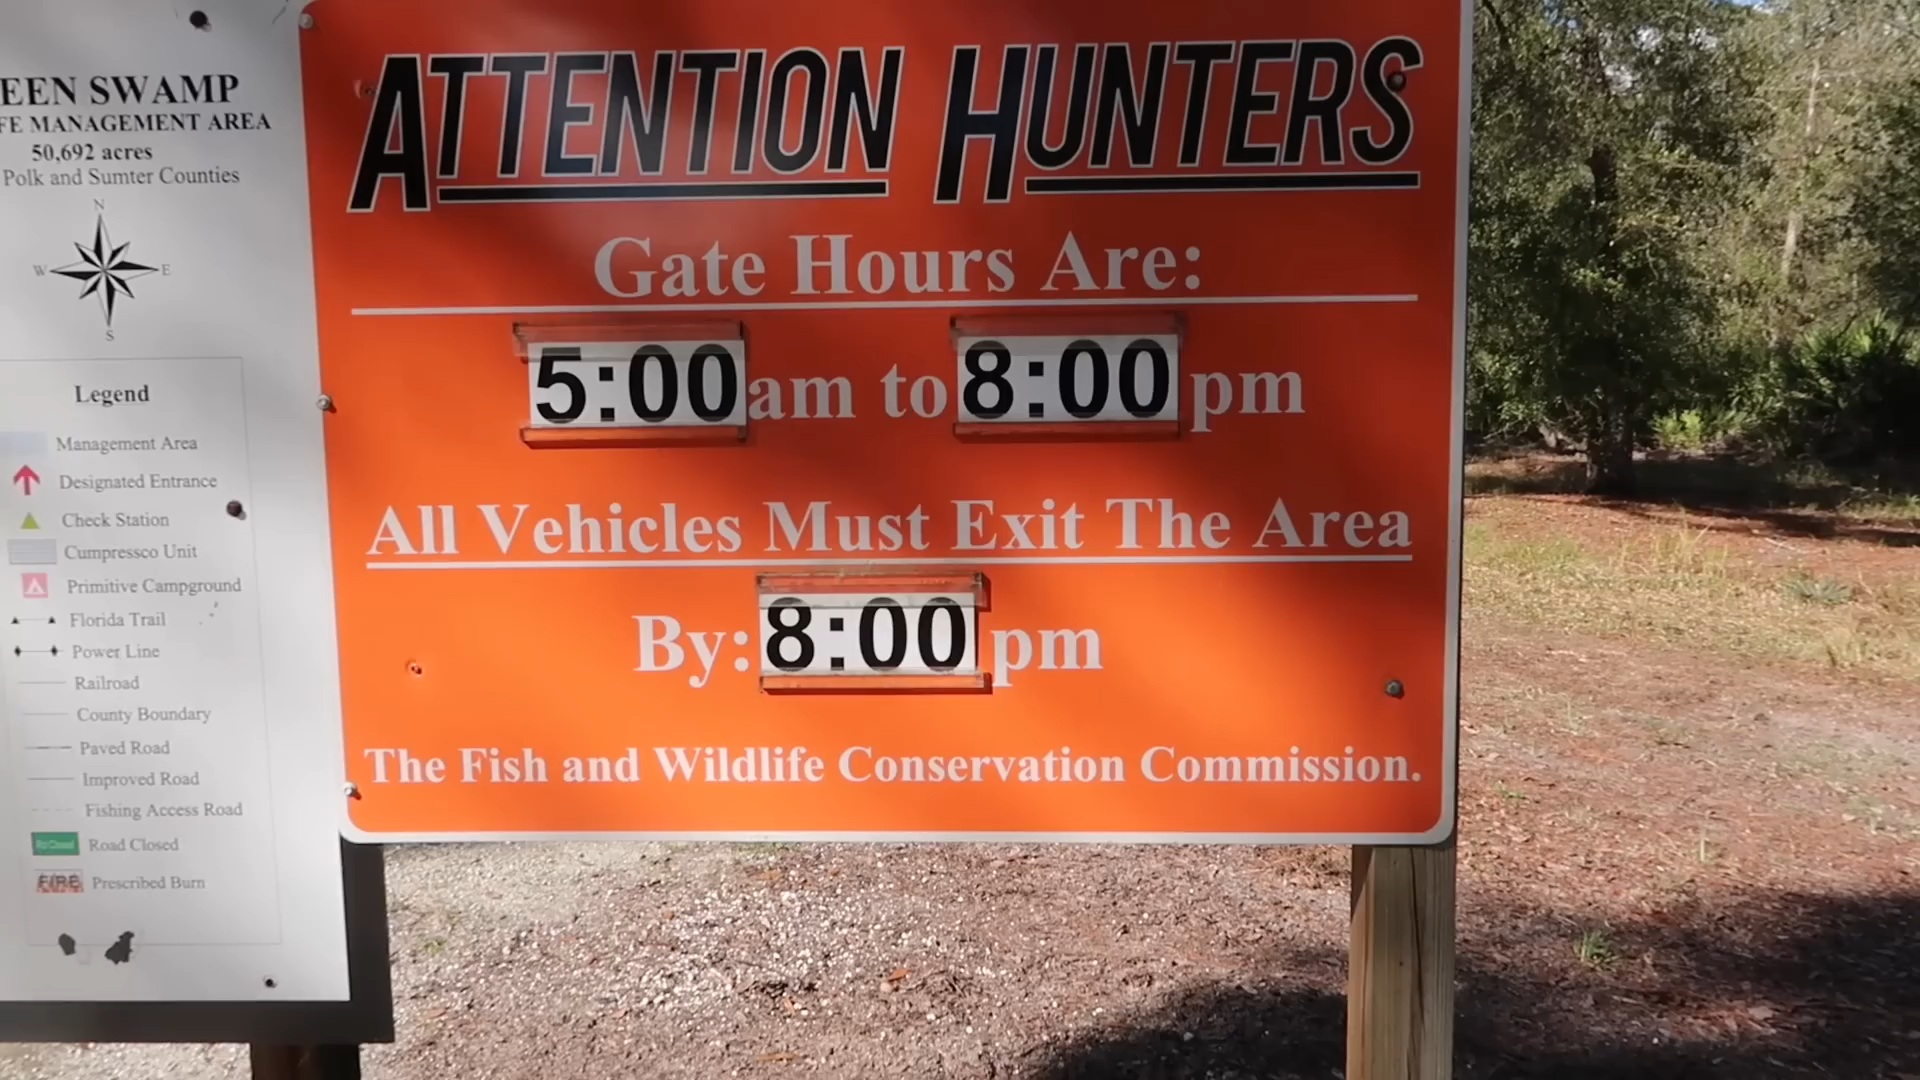 EEN SWAMP
FE MANAGEMENT AREA
50,692 acres
Polk and Sumter Counties
N
W E
S
Legend
Management Area
Designated Entrance
Check Station
Cumpressco Unit
Primitive Campground
Florida Trail
Power Line
Railroad
County Boundary
Paved Road
Improved Road
Fishing Access Road
Rd Closed Road Closed
FIRE Prescribed Burn
ATTENTION HUNTERS
Gate Hours Are:
5:00 am to 8:00 pm
All Vehicles Must Exit The Area
By: 8:00 pm
The Fish and Wildlife Conservation Commission.